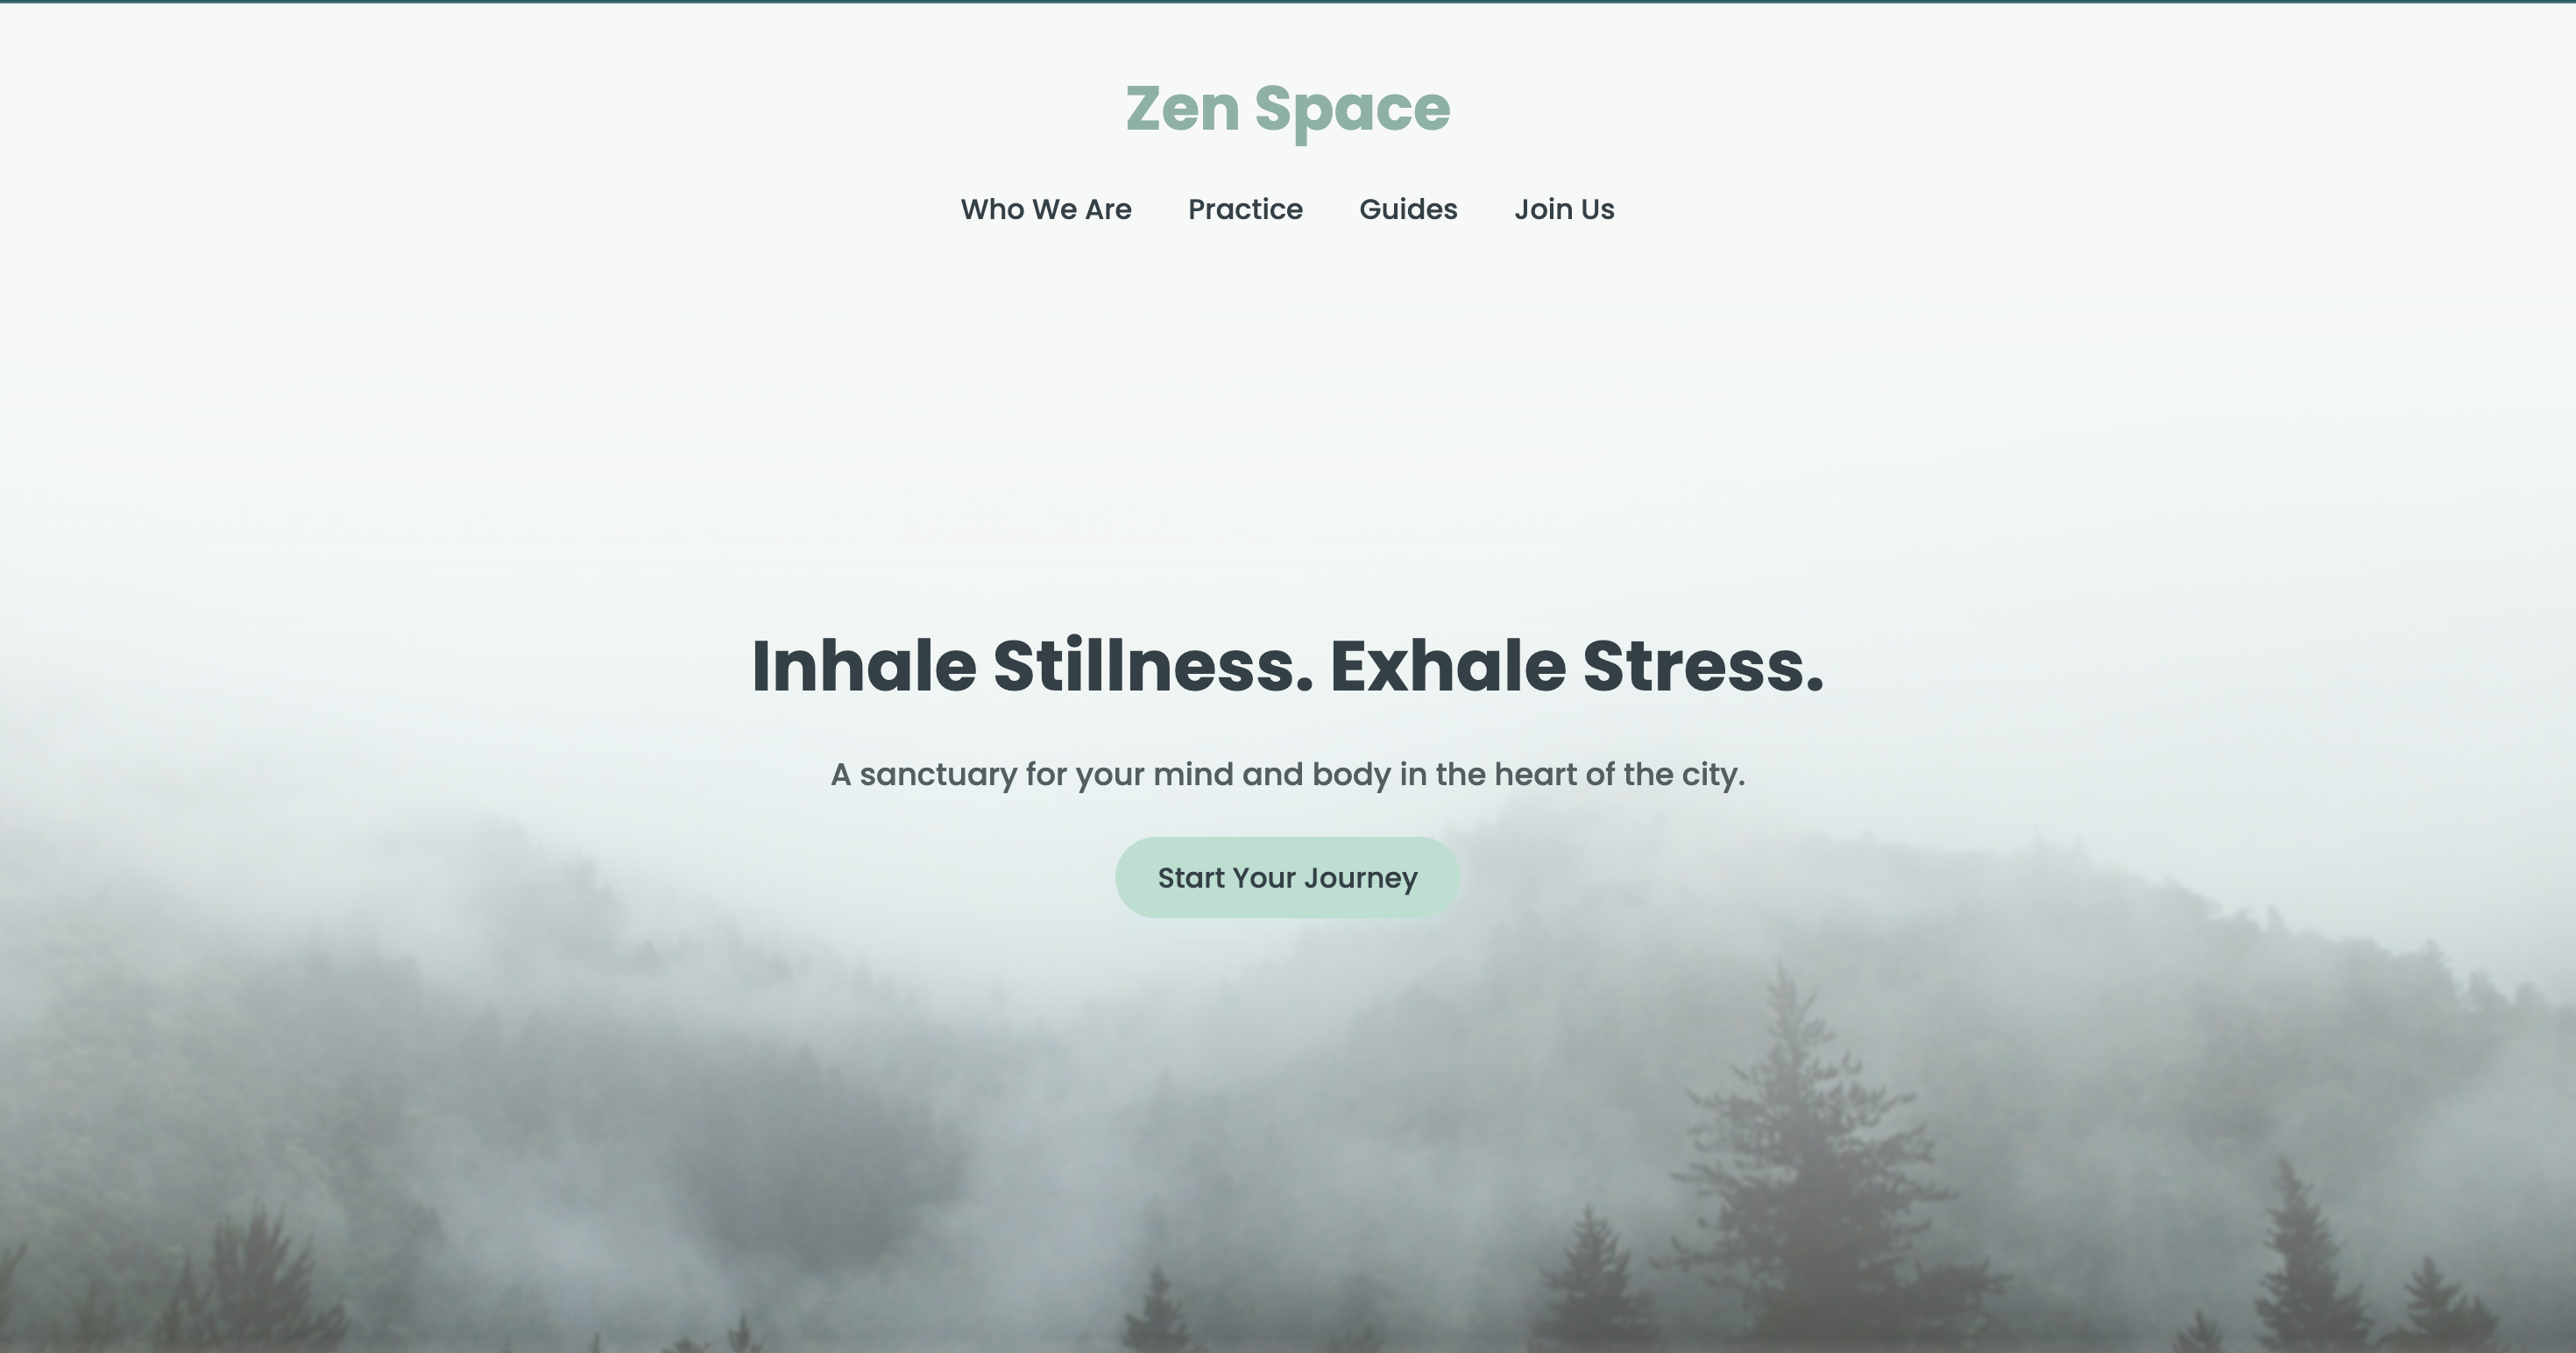 Zen Space
Who We Are Practice Guides Join Us
Inhale Stillness. Exhale Stress.
A sanctuary for your mind and body in the heart of the city.
Start Your Journey